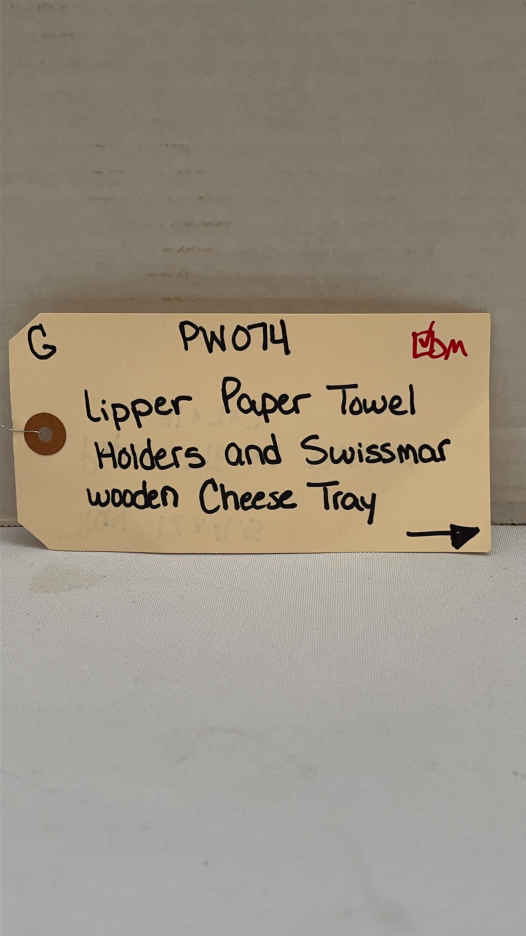 G PW074 ☑DM
Lipper Paper Towel
Holders and Swissmar
wooden Cheese Tray